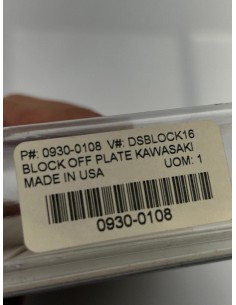 P#: 0930-0108 V#: DSBLOCK16
BLOCK OFF PLATE KAWASAKI
MADE IN USA UOM: 1
0930-0108